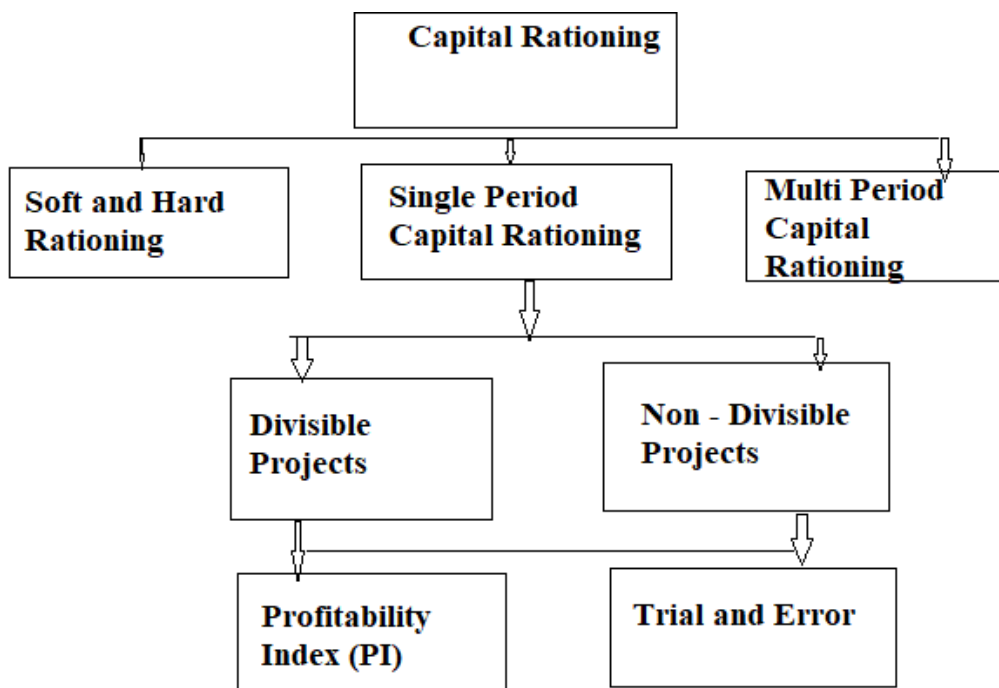 Capital Rationing
Soft and Hard
Rationing
Single Period
Capital Rationing
Multi Period
Capital
Rationing
Divisible
Projects
Non - Divisible
Projects
Profitability
Index (PI)
Trial and Error